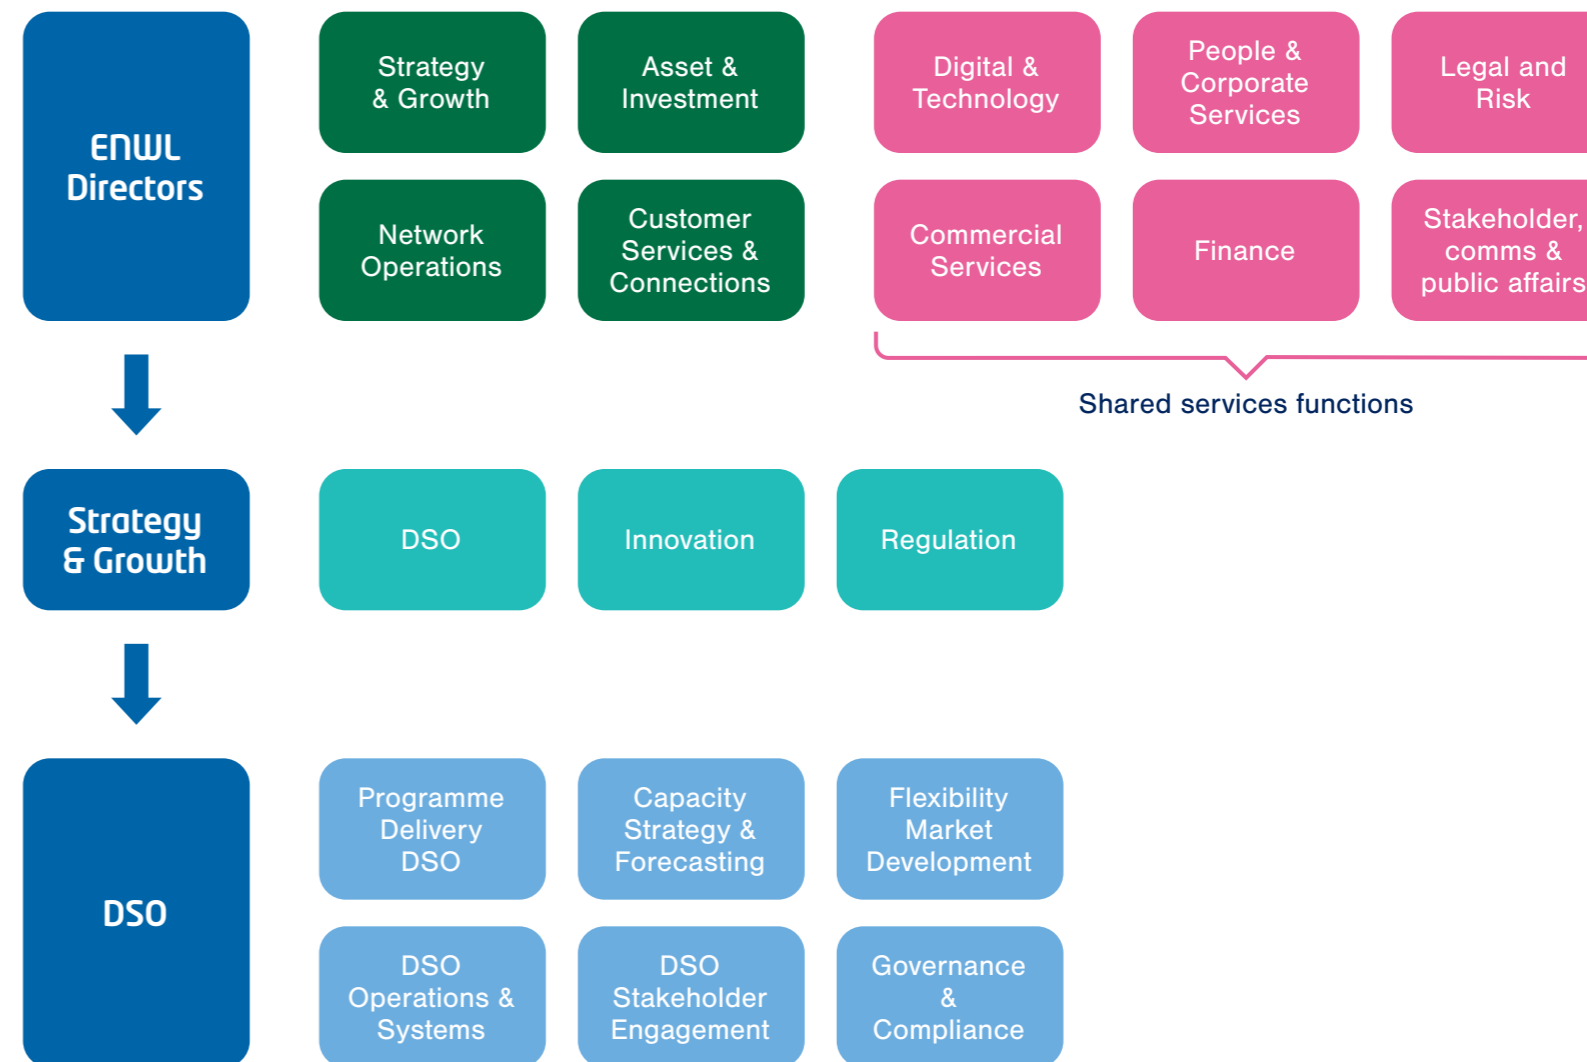 ENWL
Directors
Strategy
& Growth
Asset &
Investment
Digital &
Technology
People &
Corporate
Services
Legal and
Risk
Network
Operations
Customer
Services &
Connections
Commercial
Services
Finance
Stakeholder,
comms &
public affairs
Shared services functions
Strategy
& Growth
DSO
Innovation
Regulation
DSO
Programme
Delivery
DSO
Capacity
Strategy &
Forecasting
Flexibility
Market
Development
DSO
Operations &
Systems
DSO
Stakeholder
Engagement
Governance
&
Compliance